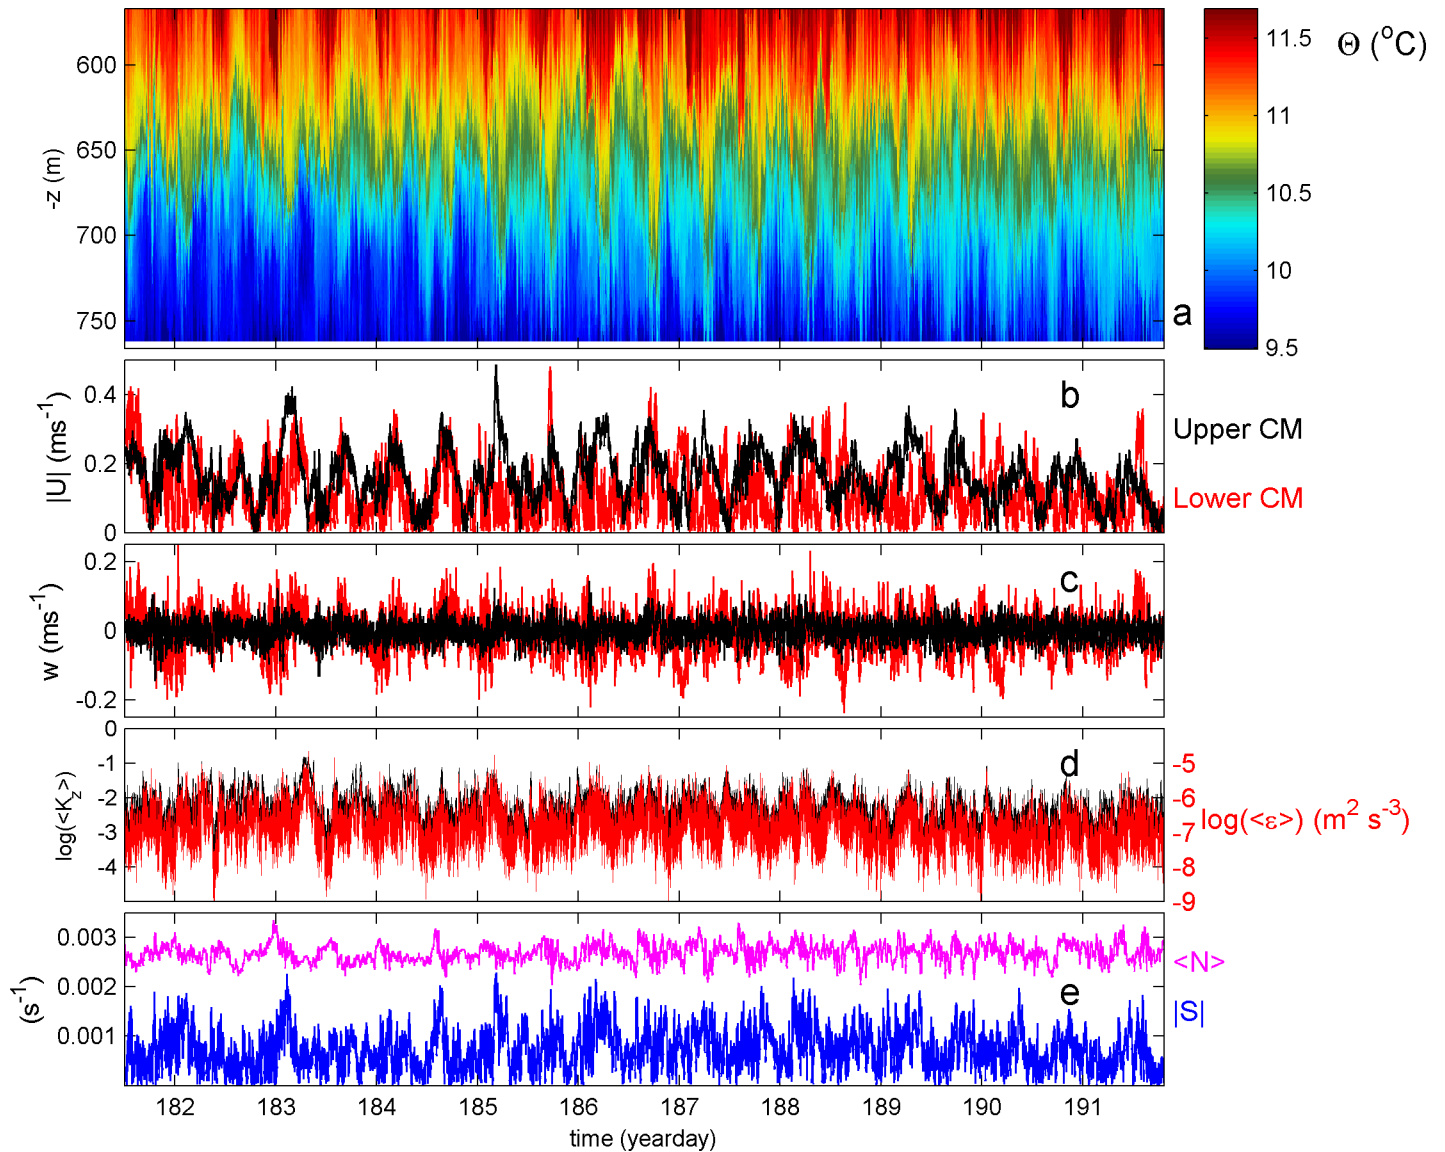 Θ (°C)
600
650
700
750
-z (m)
11.5
11
10.5
10
9.5
a
0.4
0.2
0
|U| (ms⁻¹)
b
Upper CM
Lower CM
0.2
0
-0.2
w (ms⁻¹)
c
0
-1
-2
-3
-4
log(<K_z>)
d
-5
-6
-7
-8
-9
log(<ε>) (m² s⁻³)
0.003
0.002
0.001
(s⁻¹)
<N>
e
|S|
182 183 184 185 186 187 188 189 190 191
time (yearday)